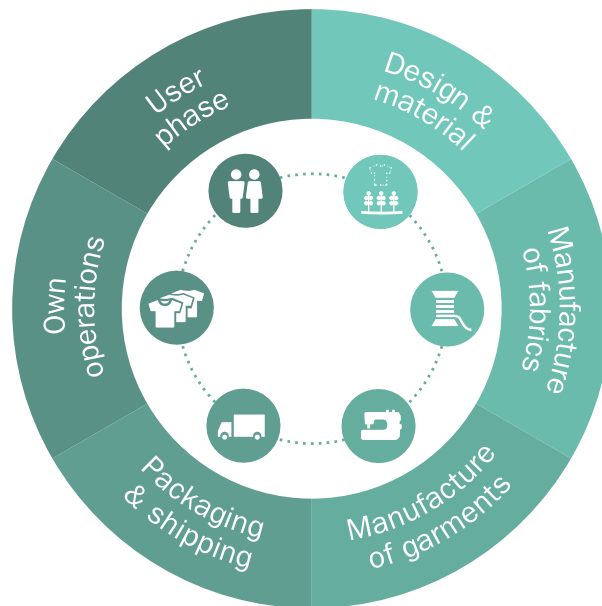 Design &
material
Manufacture
of fabrics
Manufacture
of garments
Packaging
& shipping
Own
operations
User
phase